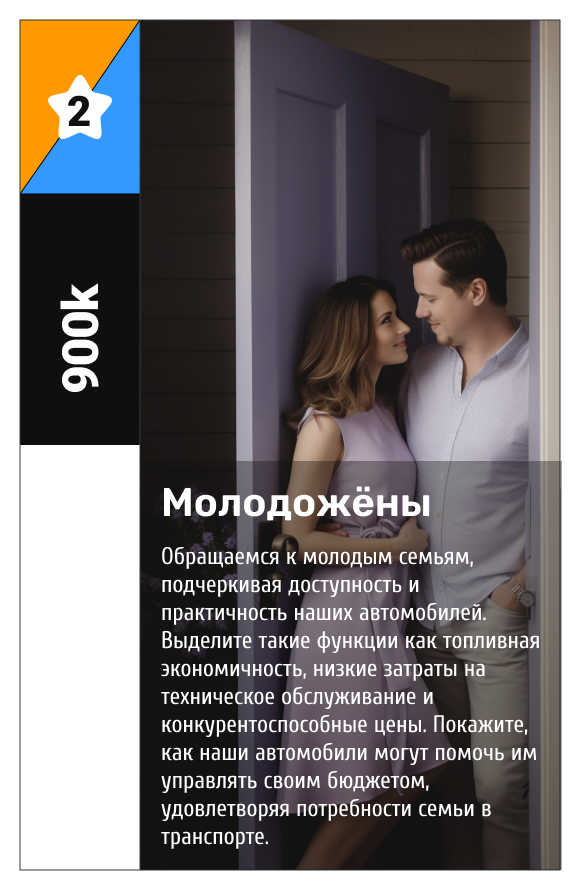 2
900k
Молодожёны
Обращаемся к молодым семьям,
подчеркивая доступность и
практичность наших автомобилей.
Выделите такие функции как топливная
экономичность, низкие затраты на
техническое обслуживание и
конкурентоспособные цены. Покажите,
как наши автомобили могут помочь им
управлять своим бюджетом,
удовлетворяя потребности семьи в
транспорте.